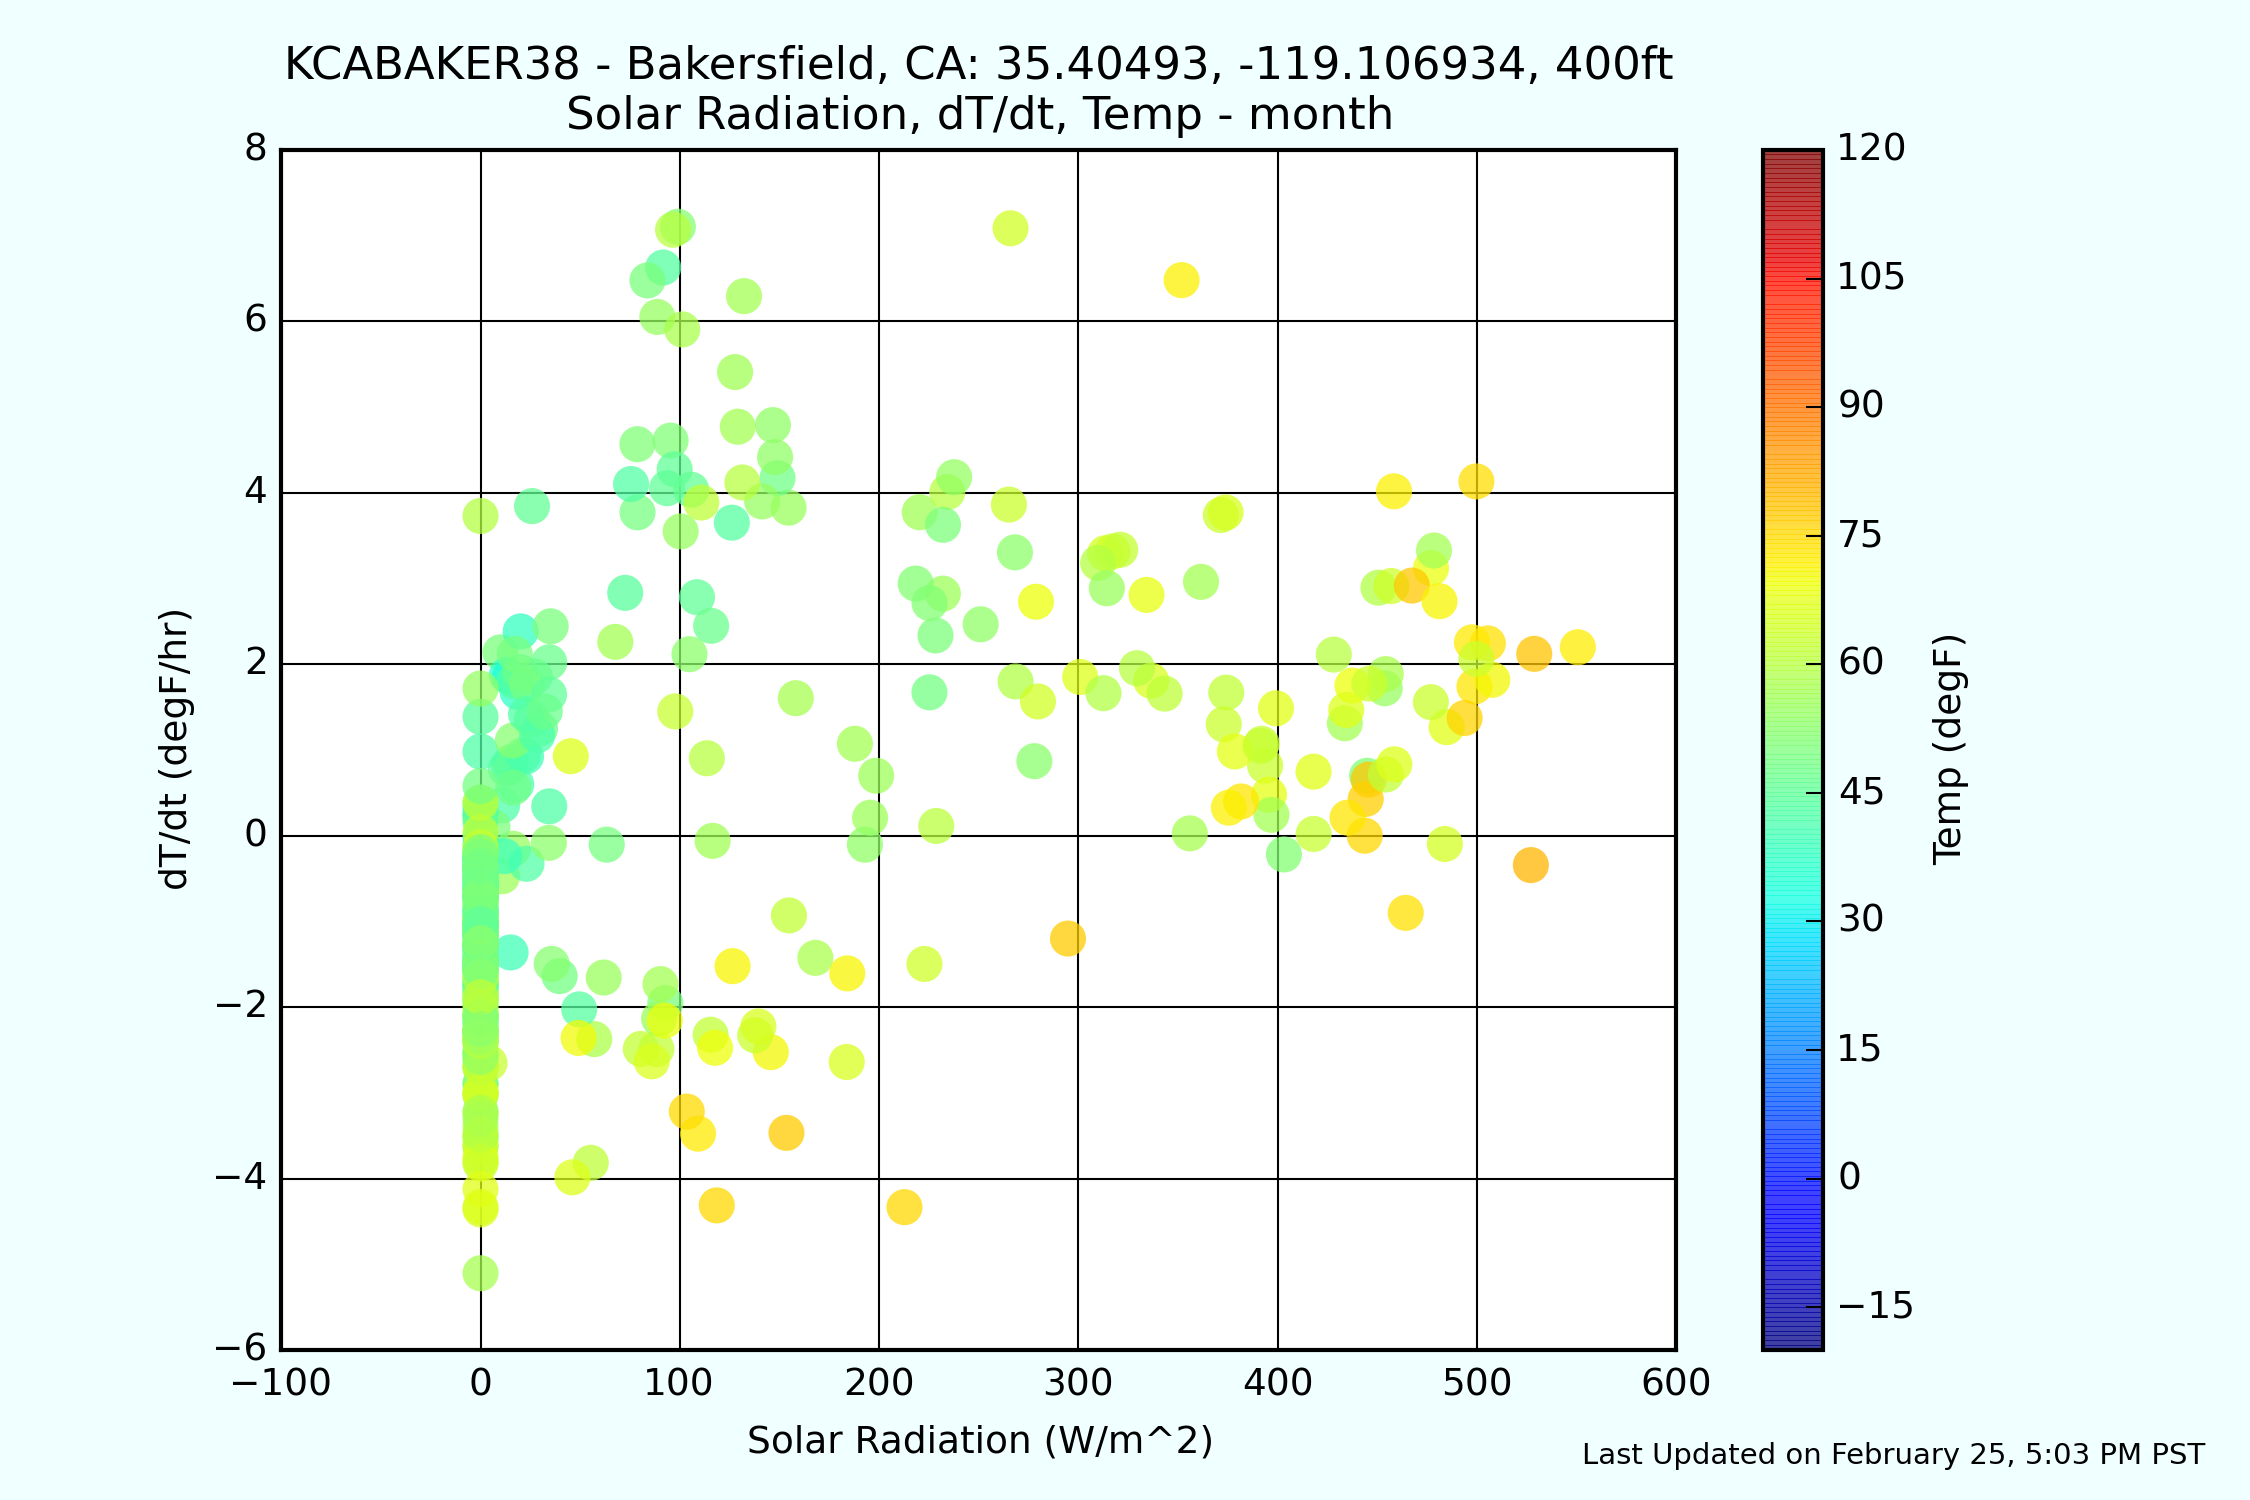 KCABAKER38 - Bakersfield, CA: 35.40493, -119.106934, 400ft
Solar Radiation, dT/dt, Temp - month
8
6
4
2
0
−2
−4
−6
dT/dt (degF/hr)
−100 0 100 200 300 400 500 600
Solar Radiation (W/m^2)
120
105
90
75
60
45
30
15
0
−15
Temp (degF)
Last Updated on February 25, 5:03 PM PST